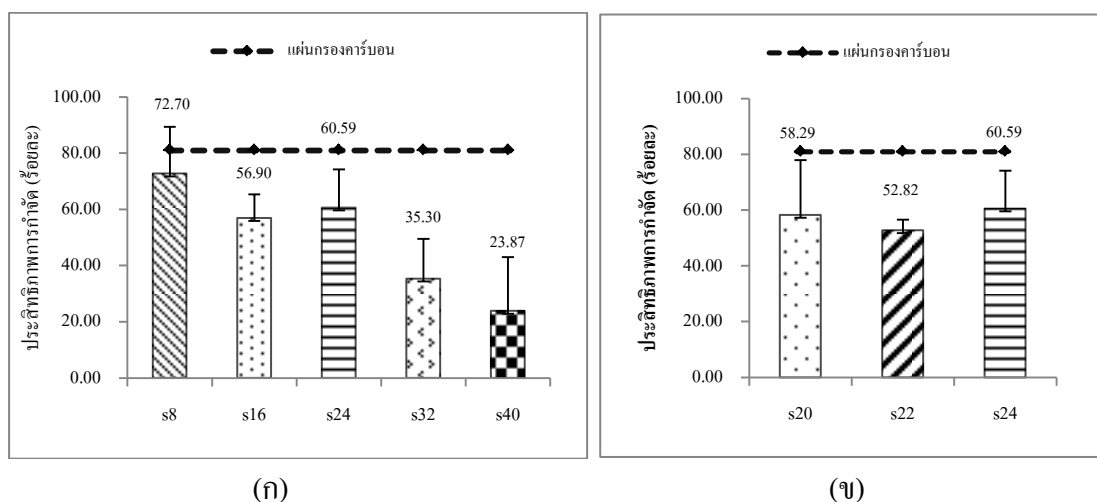 แผ่นกรองคาร์บอน
ประสิทธิภาพการกำจัด (ร้อยละ)
100.00
80.00
60.00
40.00
20.00
0.00
72.70
56.90
60.59
35.30
23.87
s8 s16 s24 s32 s40
(ก)
แผ่นกรองคาร์บอน
ประสิทธิภาพการกำจัด (ร้อยละ)
100.00
80.00
60.00
40.00
20.00
0.00
58.29
52.82
60.59
s20 s22 s24
(ข)